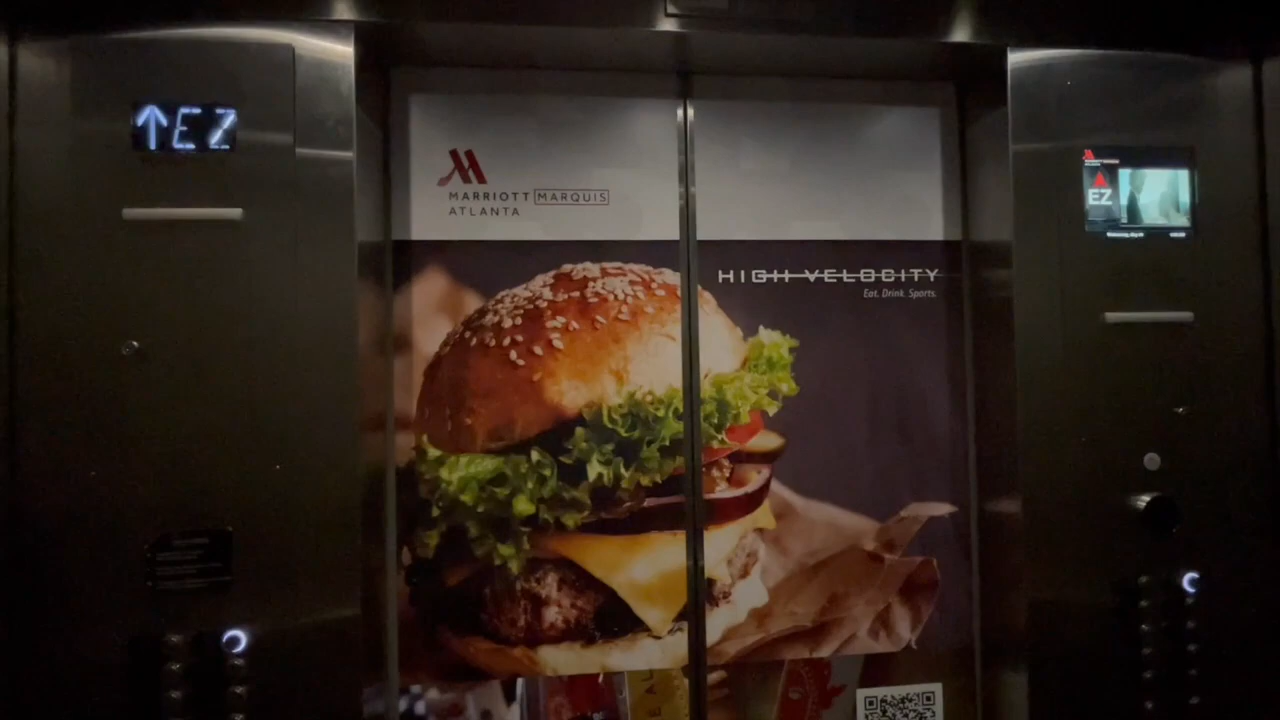 ↑EZ
MARRIOTT MARQUIS
ATLANTA
HIGH VELOCITY
Eat. Drink. Sports.
EZ